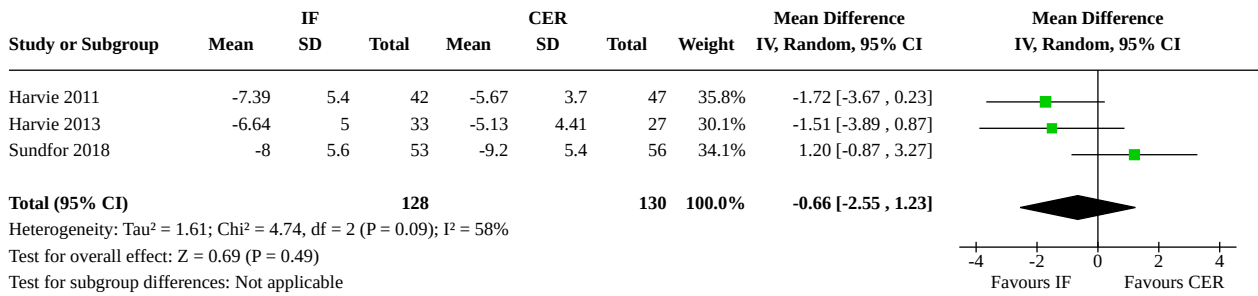 IF CER Mean Difference Mean Difference
Study or Subgroup Mean SD Total Mean SD Total Weight IV, Random, 95% CI IV, Random, 95% CI
Harvie 2011 -7.39 5.4 42 -5.67 3.7 47 35.8% -1.72 [-3.67 , 0.23]
Harvie 2013 -6.64 5 33 -5.13 4.41 27 30.1% -1.51 [-3.89 , 0.87]
Sundfor 2018 -8 5.6 53 -9.2 5.4 56 34.1% 1.20 [-0.87 , 3.27]
Total (95% CI) 128 130 100.0% -0.66 [-2.55 , 1.23]
Heterogeneity: Tau² = 1.61; Chi² = 4.74, df = 2 (P = 0.09); I² = 58%
Test for overall effect: Z = 0.69 (P = 0.49)
-4 -2 0 2 4
Test for subgroup differences: Not applicable Favours IF Favours CER